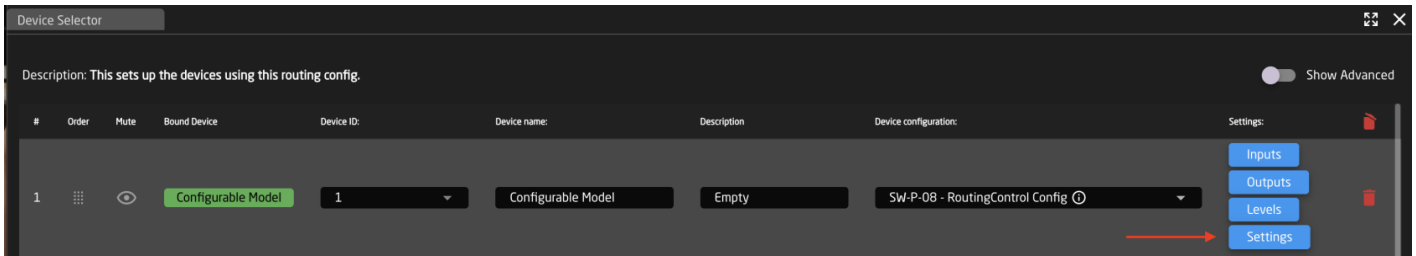 Device Selector
Description: This sets up the devices using this routing config.
Show Advanced
# Order Mute Bound Device Device ID: Device name: Description Device configuration: Settings:
Inputs
Outputs
1 Configurable Model 1 Configurable Model Empty SW-P-08 - RoutingControl Config
Levels
Settings